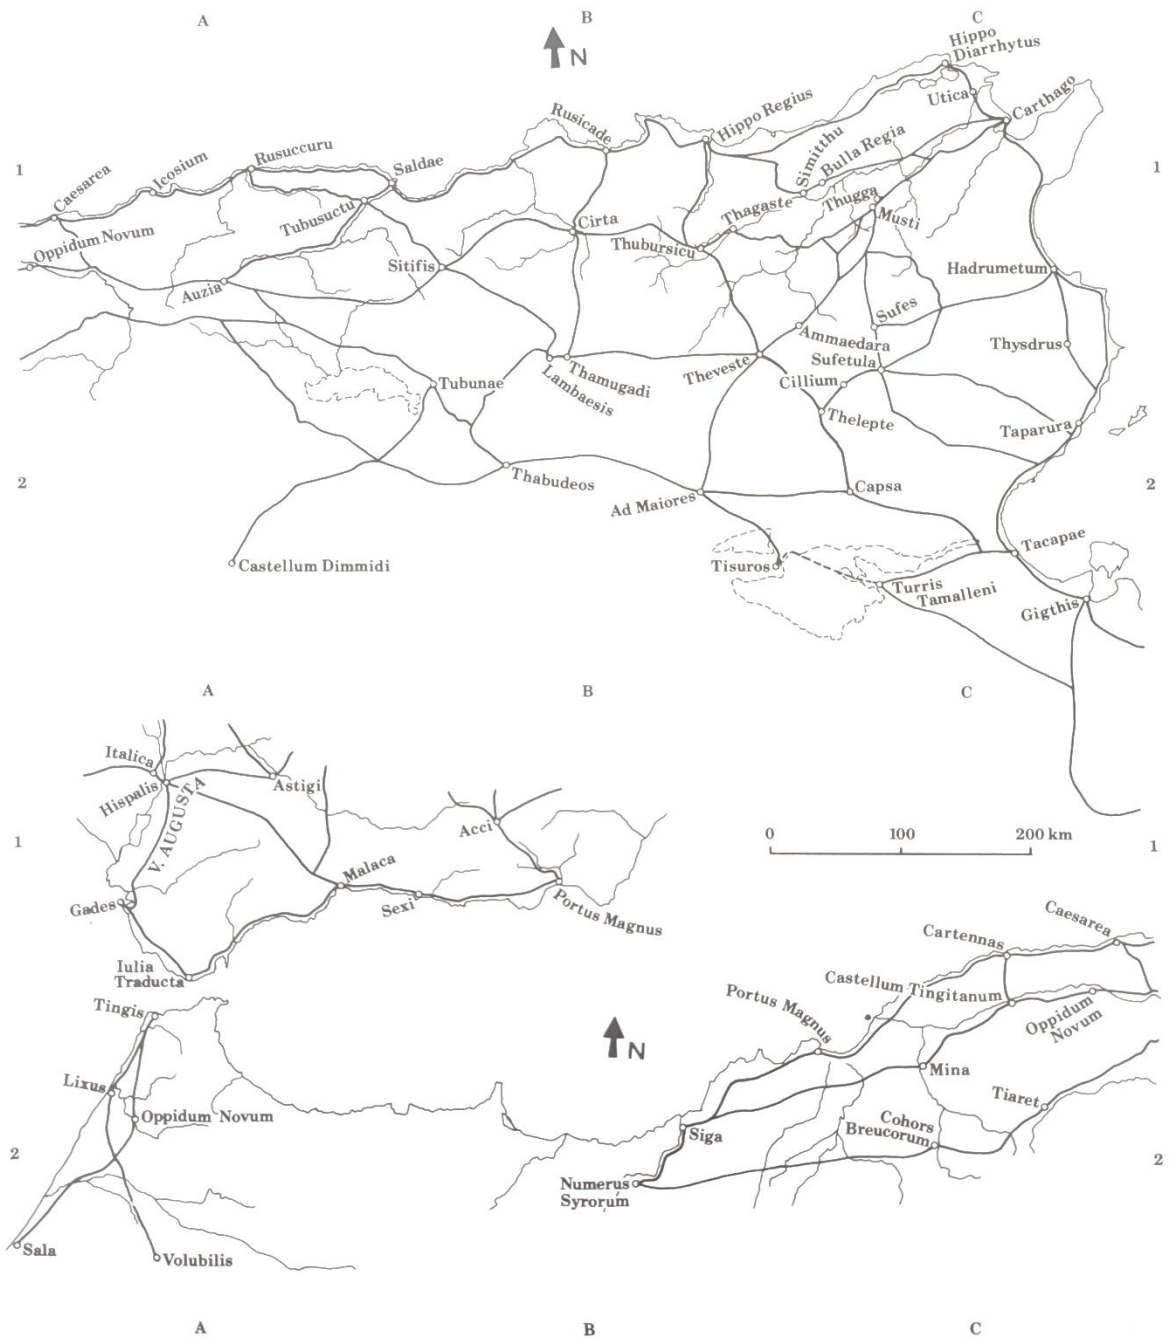 A
B
C
N
Hippo
Diarrhytus
Utica
Carthago
Rusicade
Hippo Regius
Simitthu
Bulla Regia
1
Caesarea
Icosium
Rusuccuru
Saldae
Tubusuctu
Thugga
Musti
1
Oppidum Novum
Cirta
Thagaste
Thubursicu
Auzia
Sitifis
Hadrumetum
Sufes
Ammaedara
Thysdrus
Sufetula
Tubunae
Lambaesis
Thamugadi
Theveste
Cillium
Thelepte
Taparura
2
Thabudeos
Ad Maiores
Capsa
2
Castellum Dimmidi
Tisuros
Tacapae
Turris
Tamalleni
Gigthis
A
B
C
Italica
Hispalis
Astigi
V. AUGUSTA
Acci
0 100 200 km
1
1
Malaca
Gades
Sexi
Portus Magnus
Iulia
Traducta
Cartennas
Caesarea
Tingis
Portus Magnus
Castellum Tingitanum
Oppidum
Novum
N
Lixus
Oppidum Novum
Mina
Tiaret
Siga
Cohors
Breucorum
2
2
Numerus
Syrorum
Sala
Volubilis
A
B
C